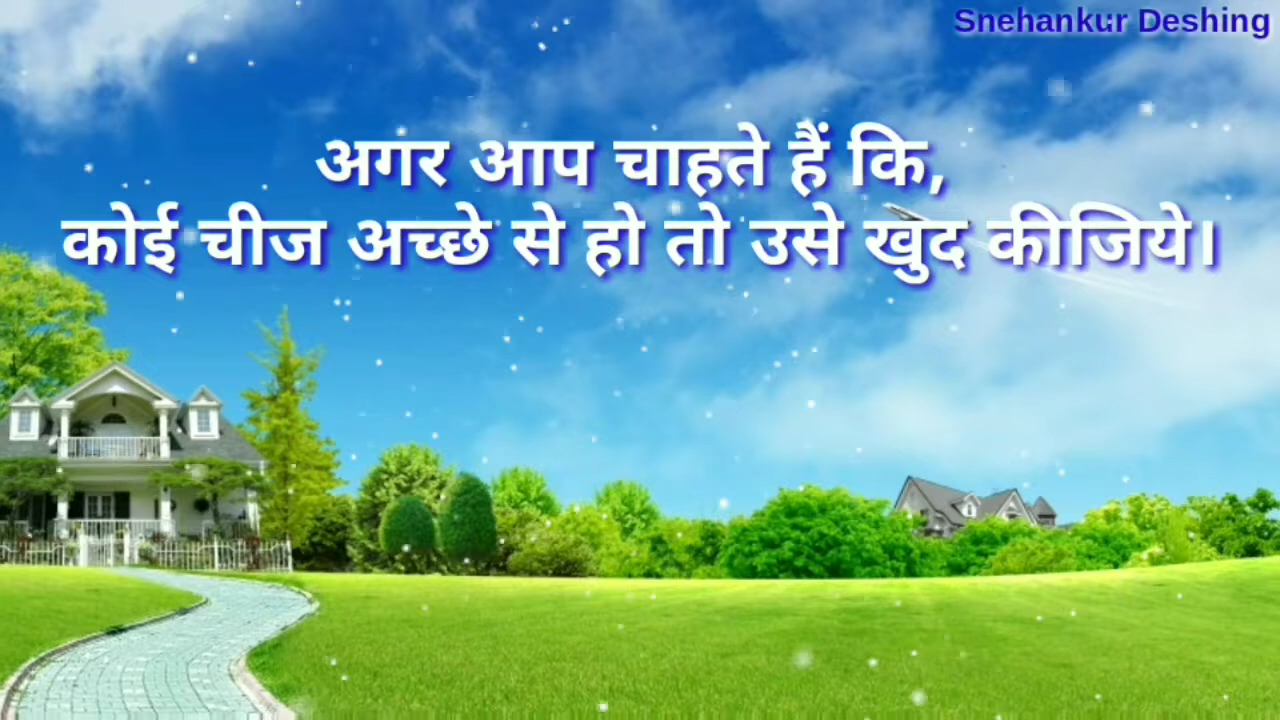 Snehankur Deshing
अगर आप चाहते हैं कि,
कोई चीज अच्छे से हो तो उसे खुद कीजिये।